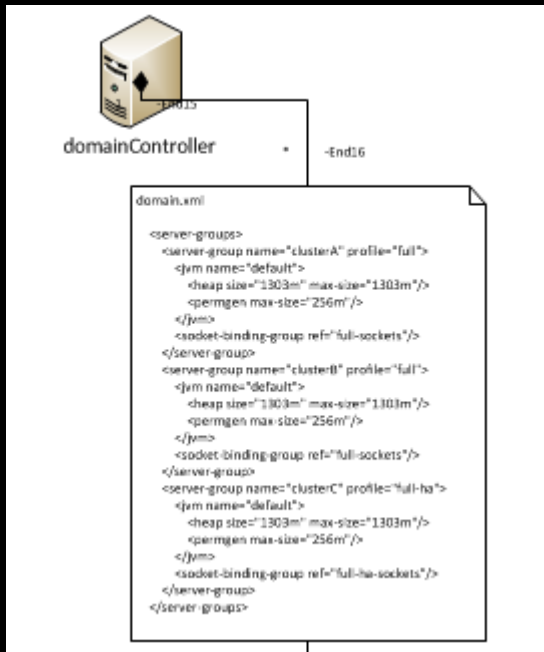 -End15
domainController
*
-End16
domain.xml
<server-groups>
<server-group name="clusterA" profile="full">
<jvm name="default">
<heap size="1303m" max-size="1303m"/>
<permgen max-size="256m"/>
</jvm>
<socket-binding-group ref="full-sockets"/>
</server-group>
<server-group name="clusterB" profile="full">
<jvm name="default">
<heap size="1303m" max-size="1303m"/>
<permgen max-size="256m"/>
</jvm>
<socket-binding-group ref="full-sockets"/>
</server-group>
<server-group name="clusterC" profile="full-ha">
<jvm name="default">
<heap size="1303m" max-size="1303m"/>
<permgen max-size="256m"/>
</jvm>
<socket-binding-group ref="full-ha-sockets"/>
</server-group>
</server-groups>